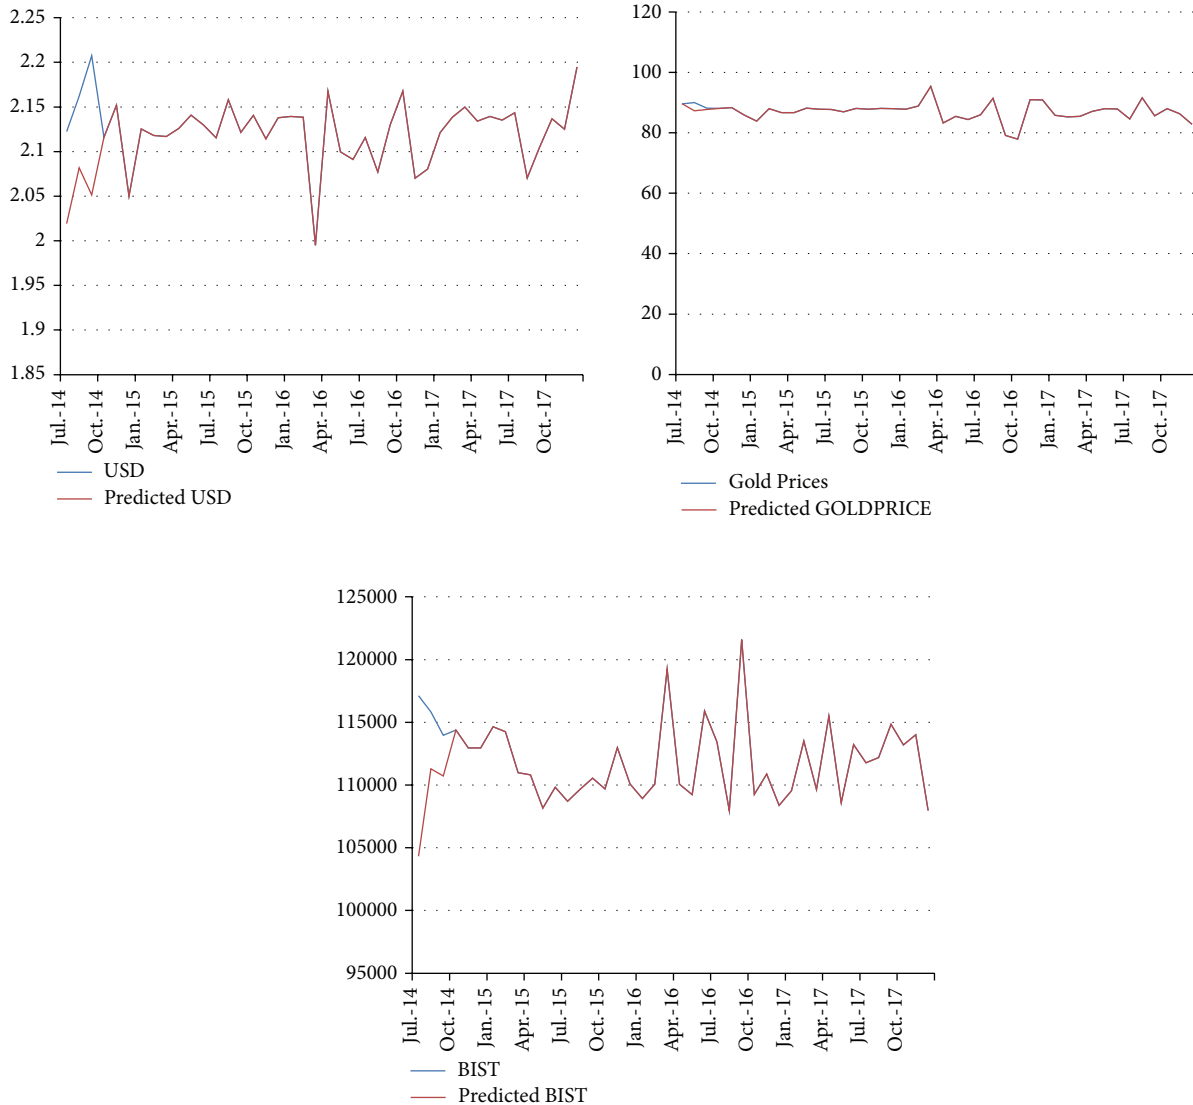 2.25
2.2
2.15
2.1
2.05
2
1.95
1.9
1.85
Jul.-14
Oct.-14
Jan.-15
Apr.-15
Jul.-15
Oct.-15
Jan.-16
Apr.-16
Jul.-16
Oct.-16
Jan.-17
Apr.-17
Jul.-17
Oct.-17
USD
Predicted USD
120
100
80
60
40
20
0
Jul.-14
Oct.-14
Jan.-15
Apr.-15
Jul.-15
Oct.-15
Jan.-16
Apr.-16
Jul.-16
Oct.-16
Jan.-17
Apr.-17
Jul.-17
Oct.-17
Gold Prices
Predicted GOLDPRICE
125000
120000
115000
110000
105000
100000
95000
Jul.-14
Oct.-14
Jan.-15
Apr.-15
Jul.-15
Oct.-15
Jan.-16
Apr.-16
Jul.-16
Oct.-16
Jan.-17
Apr.-17
Jul.-17
Oct.-17
BIST
Predicted BIST